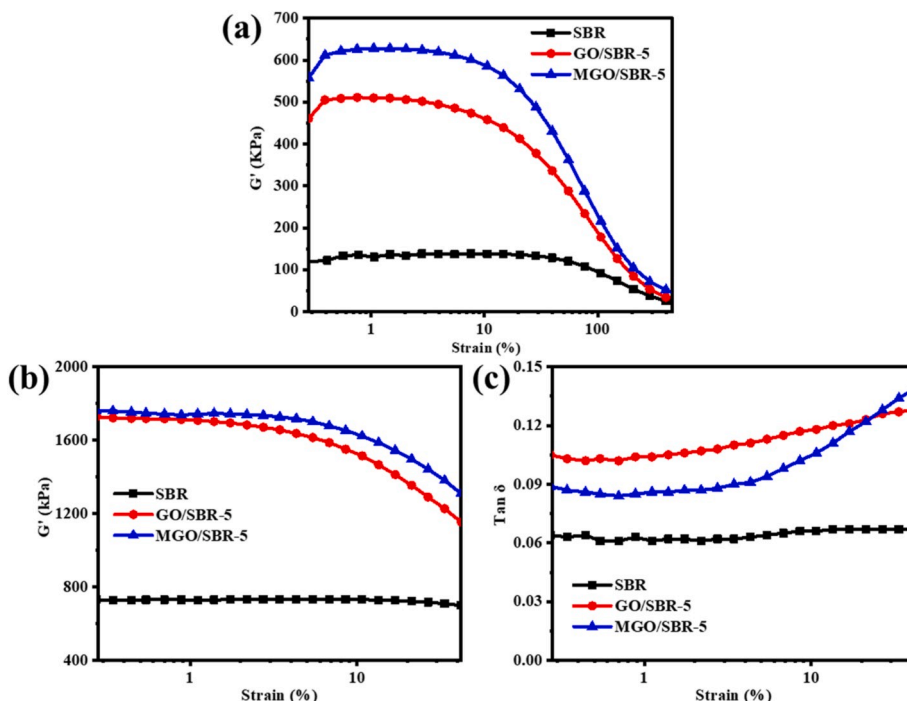 (a)
700
600
500
400
300
200
100
0
G' (KPa)
SBR
GO/SBR-5
MGO/SBR-5
1
10
100
Strain (%)
(b)
2000
1600
1200
800
400
G' (kPa)
SBR
GO/SBR-5
MGO/SBR-5
1
10
Strain (%)
(c)
0.15
0.12
0.09
0.06
0.03
0.00
Tan δ
SBR
GO/SBR-5
MGO/SBR-5
1
10
Strain (%)